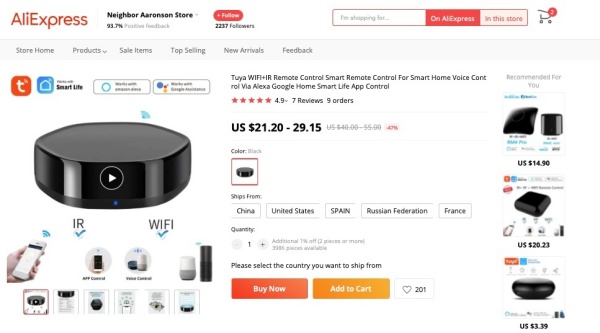 AliExpress
Neighbor Aaronson Store
93.7% Positive feedback
+ Follow
2237 Followers
I'm shopping for...
On AliExpress
In this store
2
Store Home
Products
Sale Items
Top Selling
New Arrivals
Feedback
Works with
Smart Life
Works with
amazon alexa
Works with
Google Assistance
IR
WIFI
APP Control
Voice Control
Tuya WIFI+IR Remote Control Smart Remote Control For Smart Home Voice Cont
rol Via Alexa Google Home Smart Life App Control
4.9
7 Reviews
9 orders
US $21.20 - 29.15
US $40.00 - 55.00
-47%
Color: Black
Ships From:
China
United States
SPAIN
Russian Federation
France
Quantity:
1
Additional 1% off (2 pieces or more)
3986 pieces available
Please select the country you want to ship from
Buy Now
Add to Cart
201
Recommended For
You
US $14.90
US $20.23
US $3.39